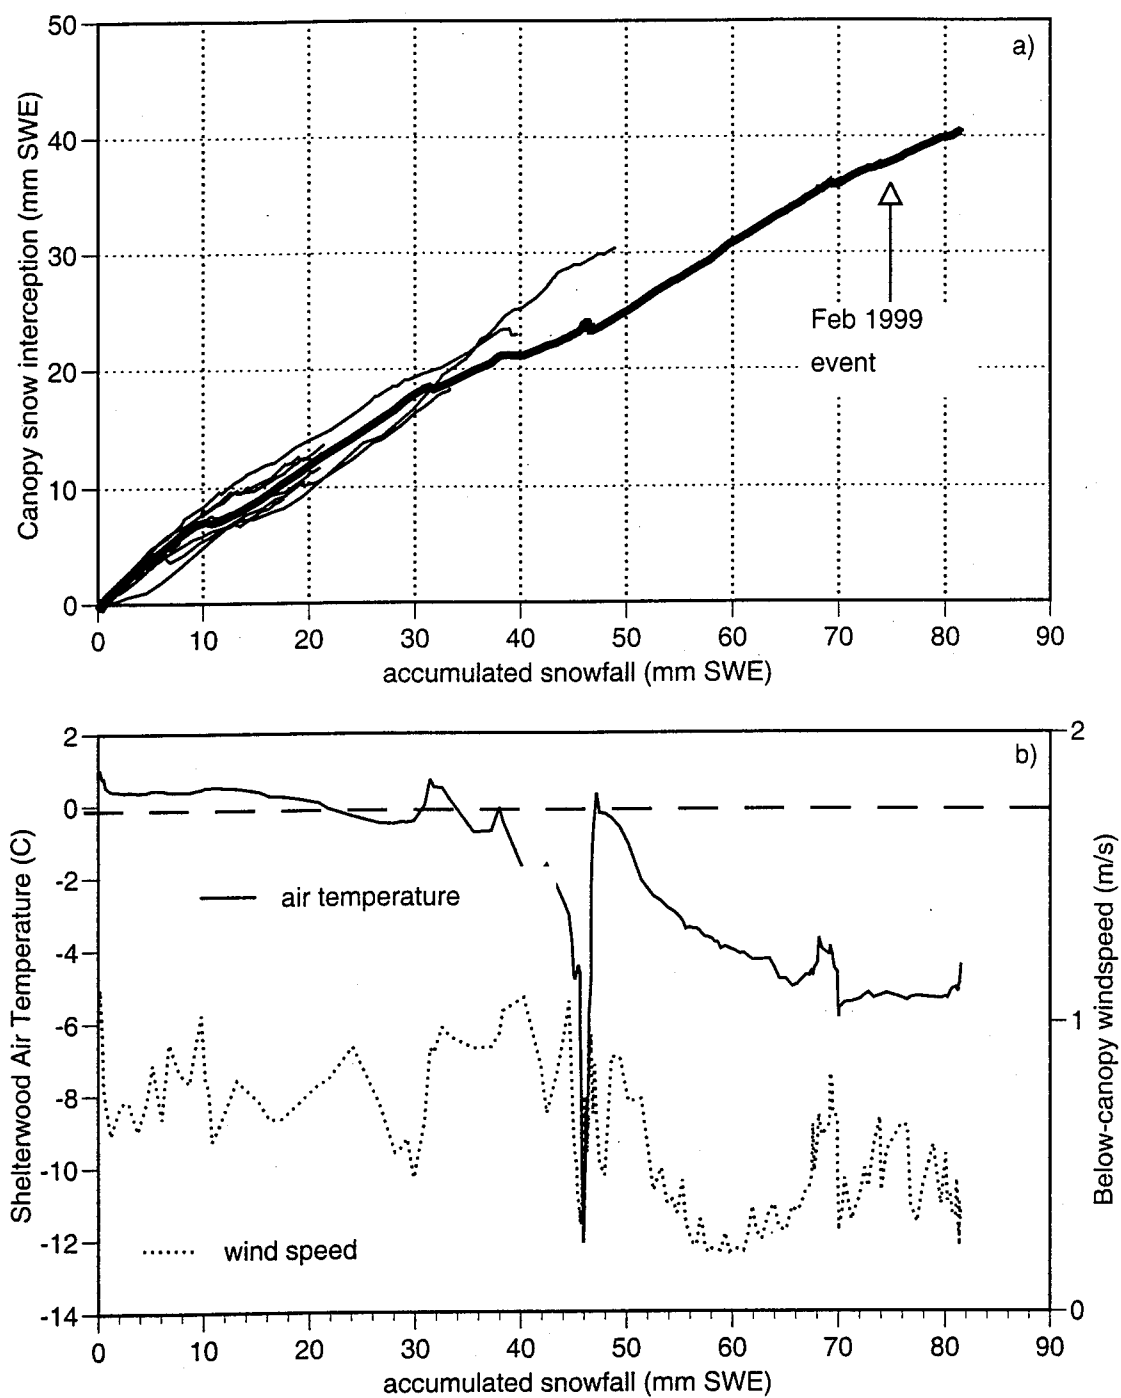 50
40
30
20
10
0
Canopy snow interception (mm SWE)
a)
Feb 1999
event
0 10 20 30 40 50 60 70 80 90
accumulated snowfall (mm SWE)
2
0
-2
-4
-6
-8
-10
-12
-14
Shelterwood Air Temperature (C)
b)
air temperature
wind speed
2
1
0
Below-canopy windspeed (m/s)
0 10 20 30 40 50 60 70 80 90
accumulated snowfall (mm SWE)